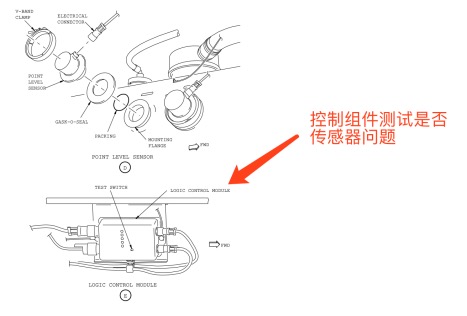 V-BAND
CLAMP
ELECTRICAL
CONNECTOR
POINT
LEVEL
SENSOR
GASK-O-SEAL
PACKING
MOUNTING
FLANGE
FWD
POINT LEVEL SENSOR
D
控制组件测试是否
传感器问题
TEST SWITCH
LOGIC CONTROL MODULE
FWD
LOGIC CONTROL MODULE
E